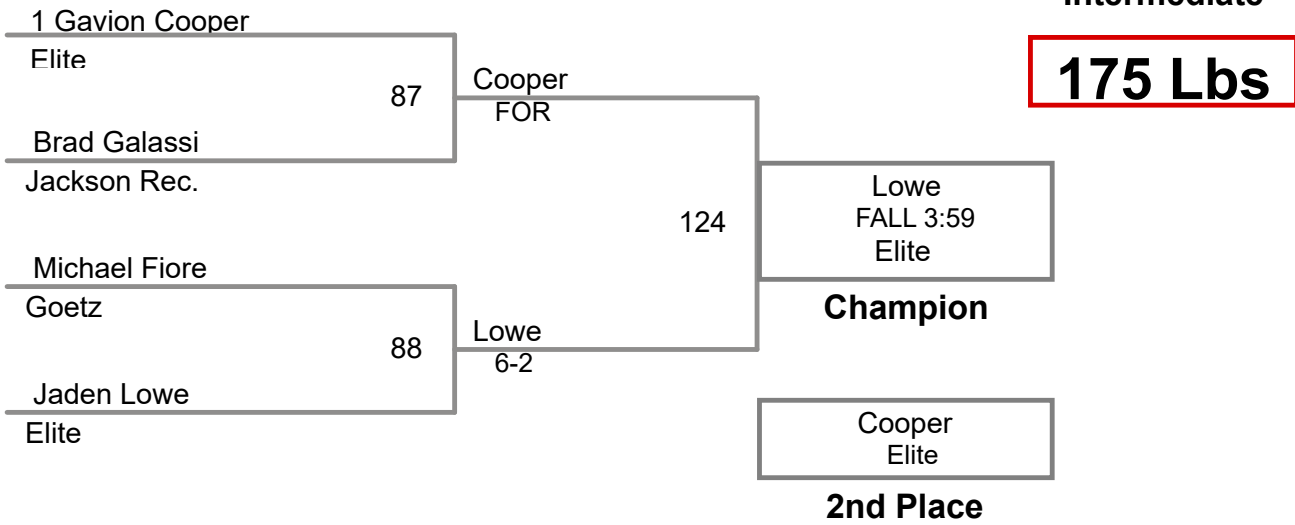 Intermediate
175 Lbs
1 Gavion Cooper
Elite
87
Brad Galassi
Jackson Rec.
Cooper
FOR
Michael Fiore
Goetz
88
Jaden Lowe
Elite
Lowe
6-2
124
Lowe
FALL 3:59
Elite
Champion
Cooper
Elite
2nd Place